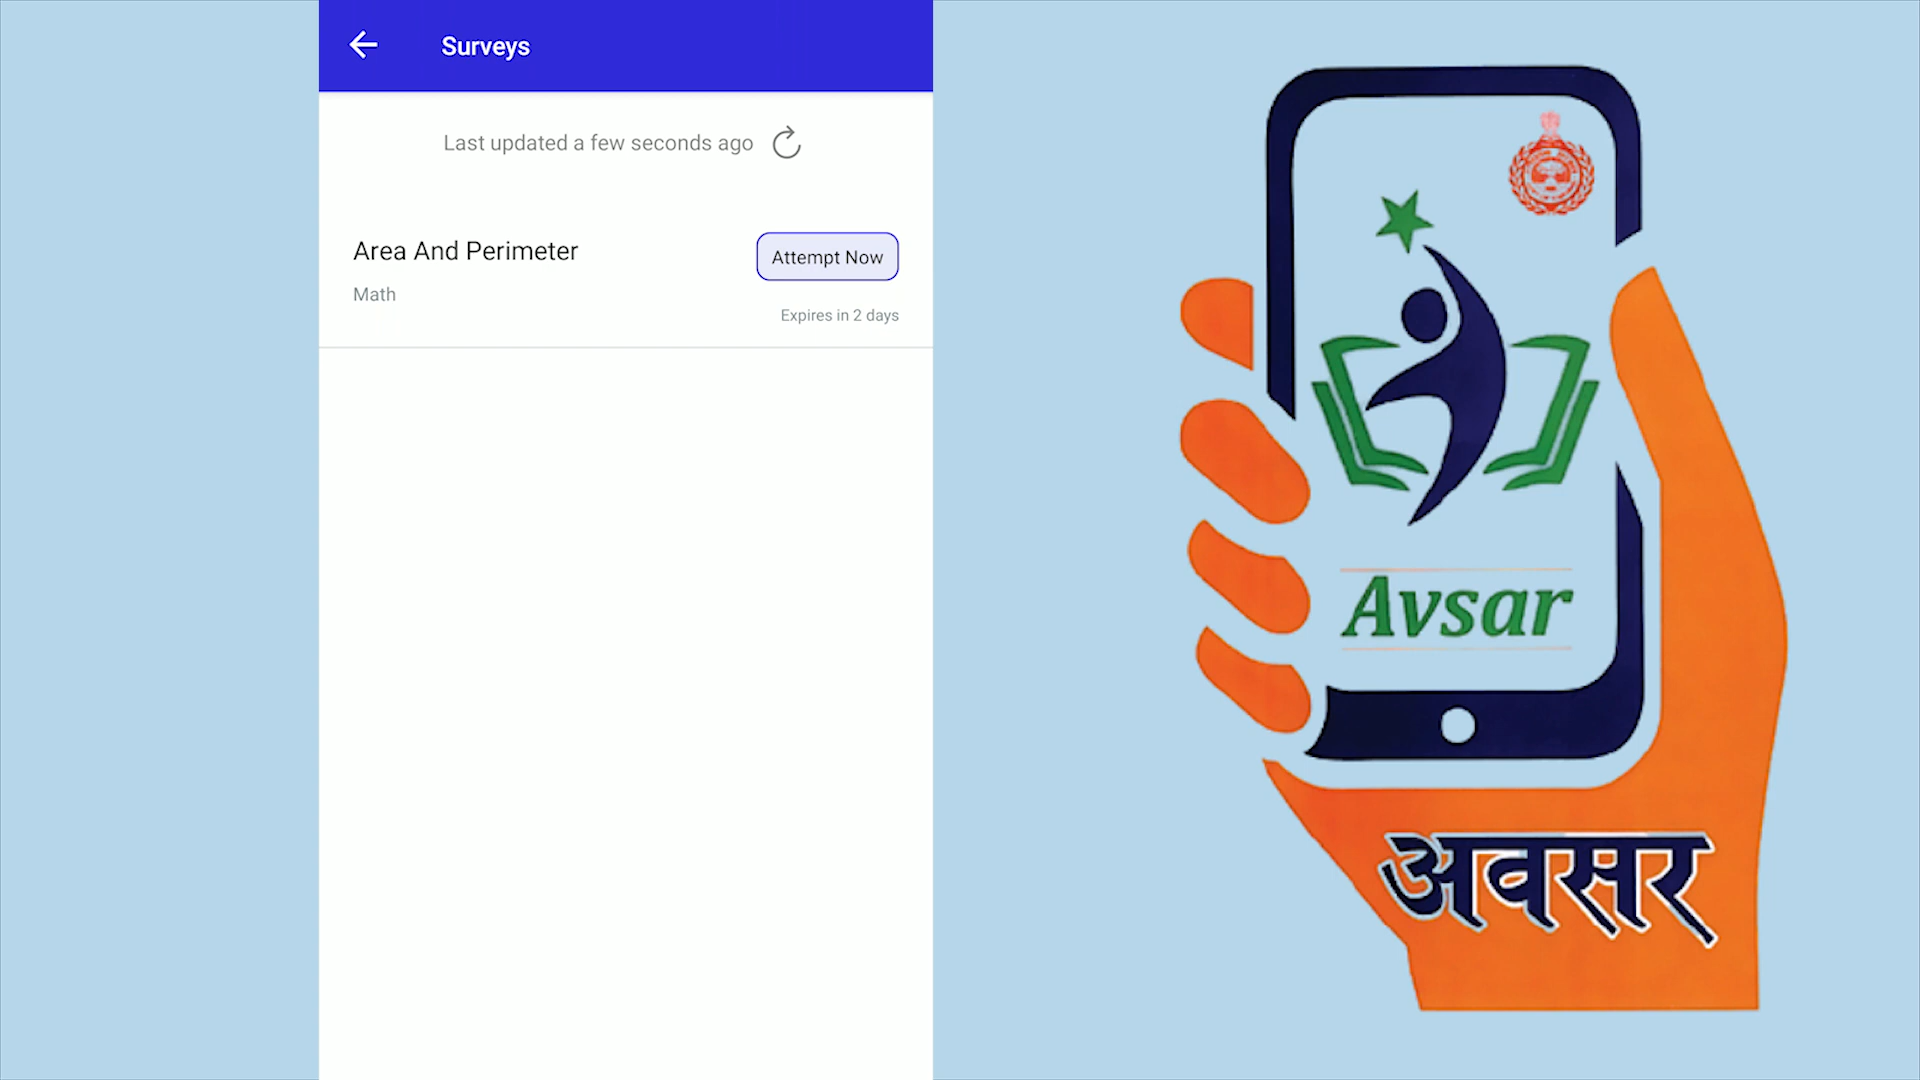 Surveys
Last updated a few seconds ago
Area And Perimeter
Attempt Now
Math
Expires in 2 days
Avsar
अवसर